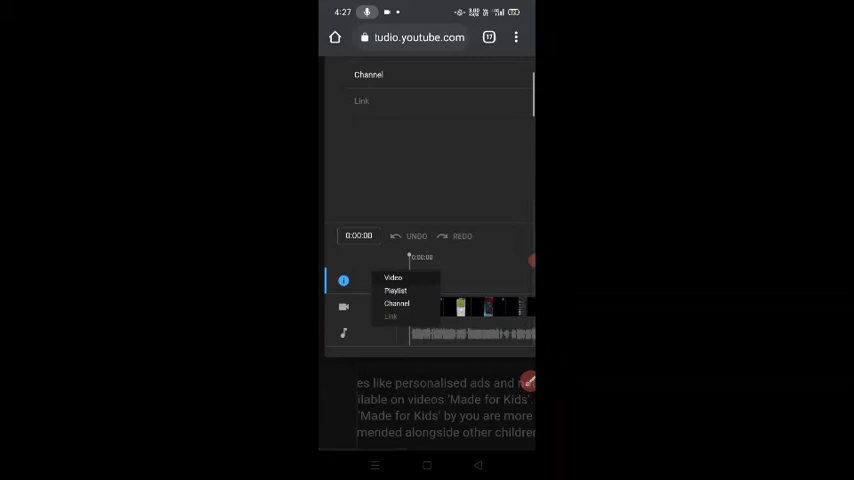 4:27
tudio.youtube.com 17
Channel
Link
0:00:00 UNDO REDO
0:00:00
Video
Playlist
Channel
Link
es like personalised ads and n
ilable on videos 'Made for Kids'.
'Made for Kids' by you are more
mended alongside other children